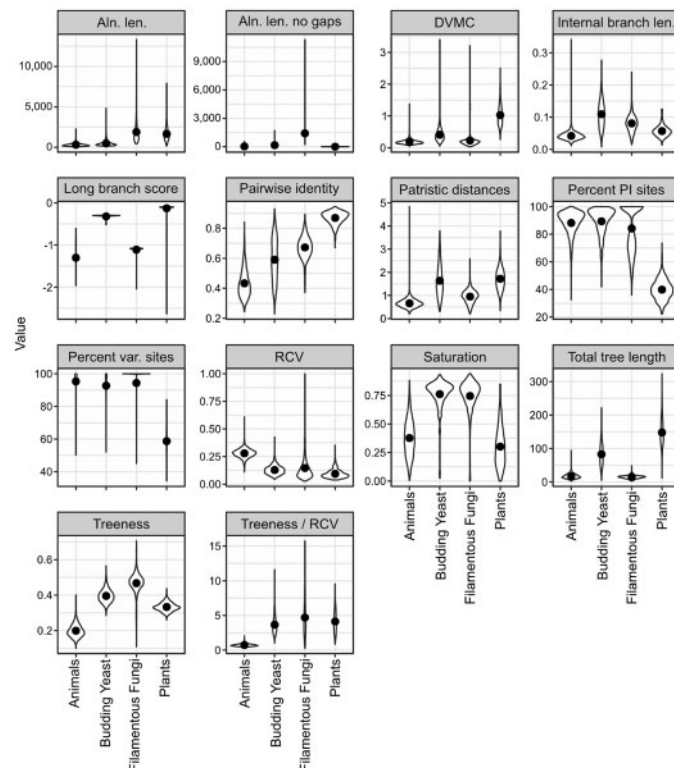 Aln. len.
Aln. len. no gaps
DVMC
Internal branch len.
10,000
5,000
0
9,000
6,000
3,000
0
3
2
1
0
0.3
0.2
0.1
0.0
Long branch score
Pairwise identity
Patristic distances
Percent PI sites
0
-1
-2
0.8
0.6
0.4
0.2
5
4
3
2
1
0
100
80
60
40
20
Value
Percent var. sites
RCV
Saturation
Total tree length
100
80
60
40
1.00
0.75
0.50
0.25
0.00
0.75
0.50
0.25
0.00
300
200
100
0
Treeness
Treeness / RCV
0.6
0.4
0.2
15
10
5
0
Animals
Budding Yeast
Filamentous Fungi
Plants
Animals
Budding Yeast
Filamentous Fungi
Plants
Animals
Budding Yeast
Filamentous Fungi
Plants
Animals
Budding Yeast
Filamentous Fungi
Plants